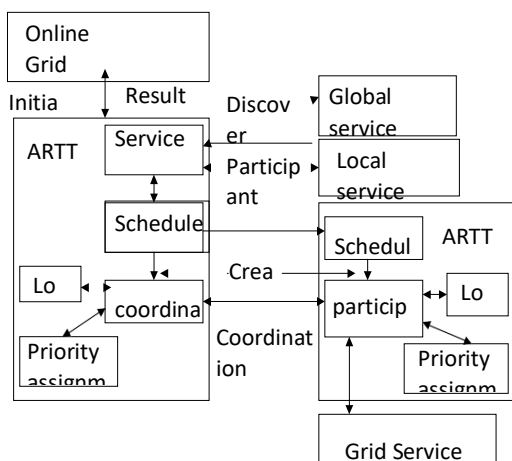 Online
Grid
Initia
Result
Discov
er
Global
service
ARTT
Service
Particip
ant
Local
service
Schedule
Schedul
ARTT
Lo
Crea
coordina
particip
Lo
Coordinat
ion
Priority
assignm
Priority
assignm
Grid Service